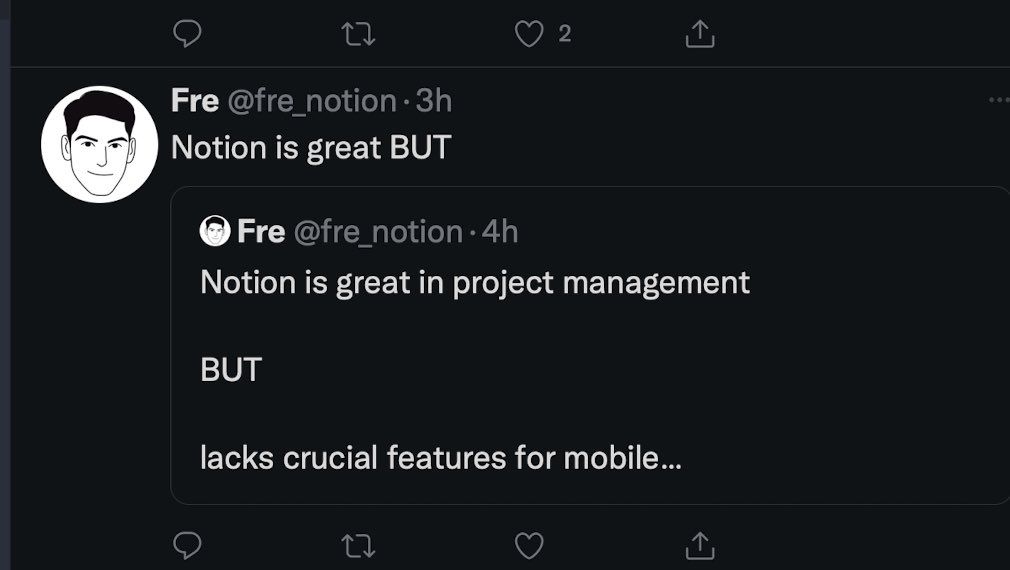 2
Fre @fre_notion · 3h
Notion is great BUT
Fre @fre_notion · 4h
Notion is great in project management
BUT
lacks crucial features for mobile...